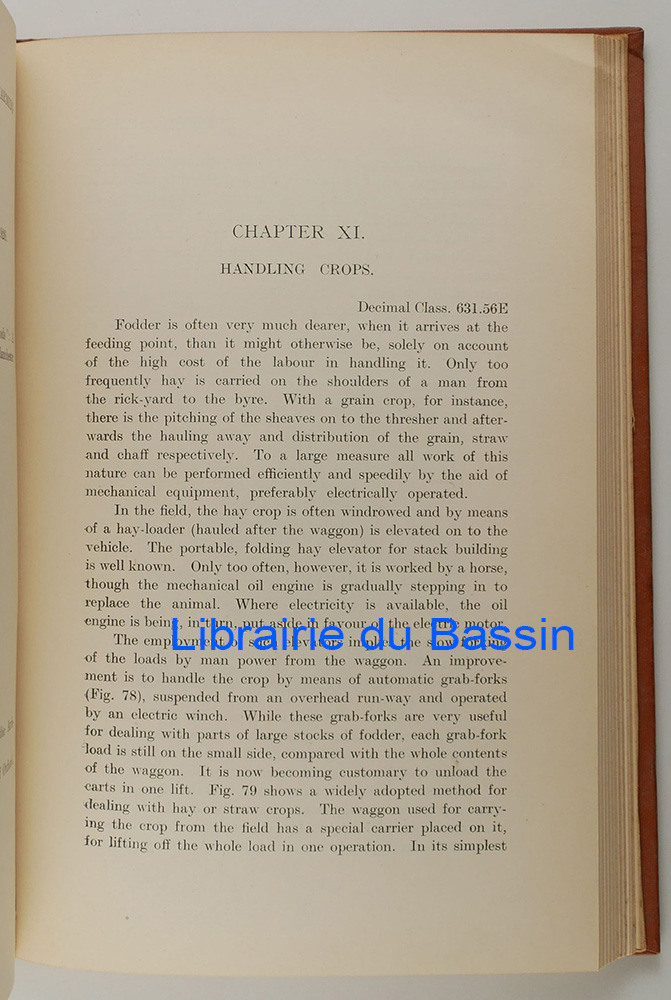 CHAPTER XI.
HANDLING CROPS.
Decimal Class. 631.56E
Fodder is often very much dearer, when it arrives at the
feeding point, than it might otherwise be, solely on account
of the high cost of the labour in handling it. Only too
frequently hay is carried on the shoulders of a man from
the rick-yard to the byre. With a grain crop, for instance,
there is the pitching of the sheaves on to the thresher and after-
wards the hauling away and distribution of the grain, straw
and chaff respectively. To a large measure all work of this
nature can be performed efficiently and speedily by the aid of
mechanical equipment, preferably electrically operated.
In the field, the hay crop is often windrowed and by means
of a hay-loader (hauled after the waggon) is elevated on to the
vehicle. The portable, folding hay elevator for stack building
is well known. Only too often, however, it is worked by a horse,
though the mechanical oil engine is gradually stepping in to
replace the animal. Where electricity is available, the oil
engine is being, in turn, put aside in favour of the electric motor.
Librairie du Bassin
The employment of such elevators implies the slow forking
of the loads by man power from the waggon. An improve-
ment is to handle the crop by means of automatic grab-forks
(Fig. 78), suspended from an overhead run-way and operated
by an electric winch. While these grab-forks are very useful
for dealing with parts of large stocks of fodder, each grab-fork
load is still on the small side, compared with the whole contents
of the waggon. It is now becoming customary to unload the
carts in one lift. Fig. 79 shows a widely adopted method for
dealing with hay or straw crops. The waggon used for carry-
ing the crop from the field has a special carrier placed on it,
for lifting off the whole load in one operation. In its simplest